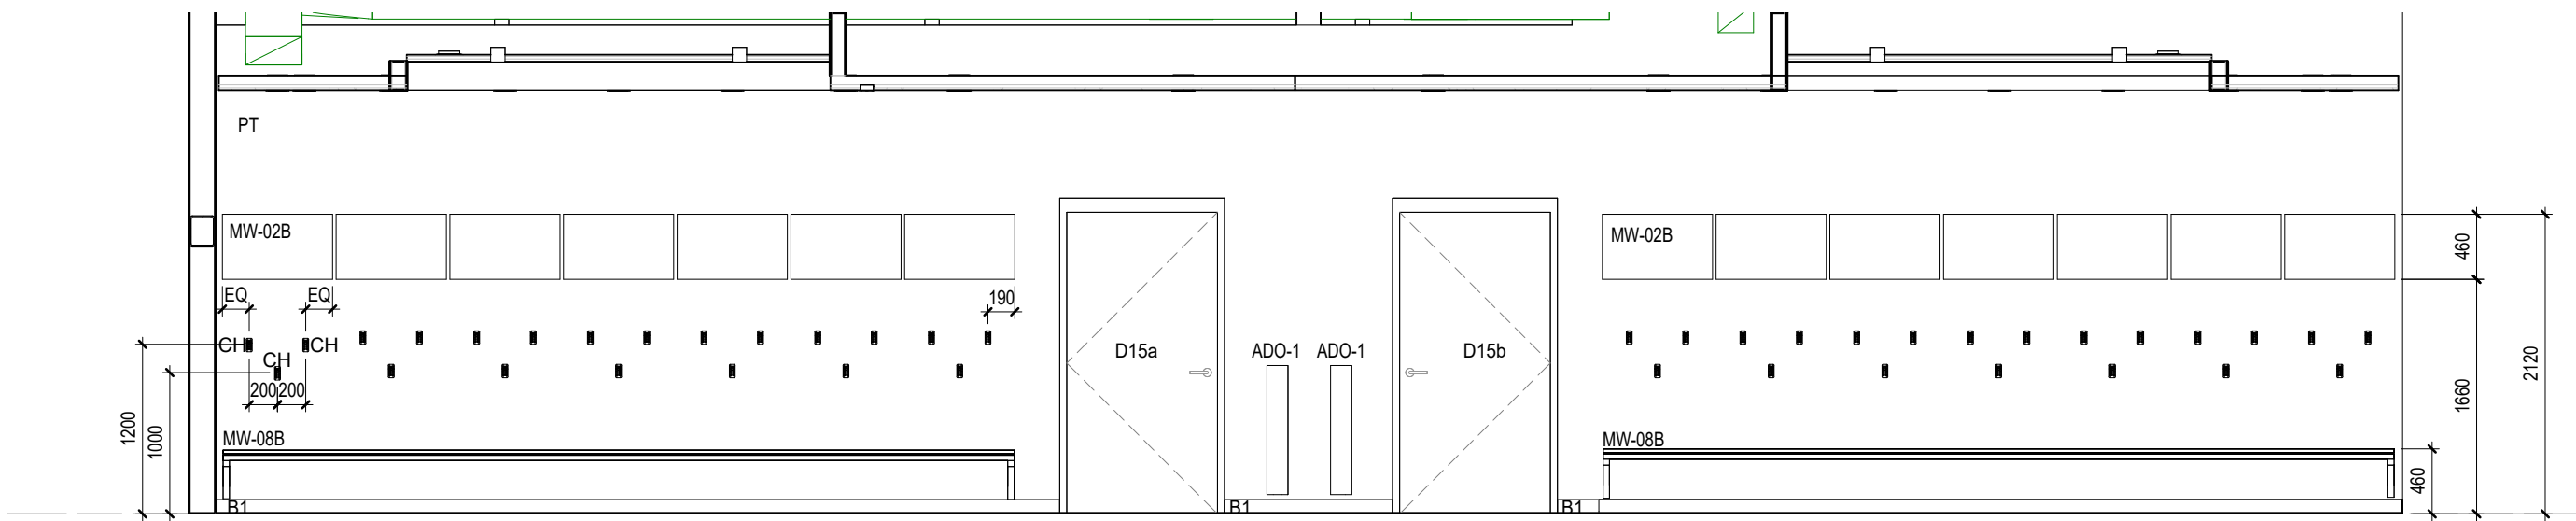 PT
MW-02B
MW-02B
460
EQ
EQ
190
CH
CH
CH
D15a
ADO-1
ADO-1
D15b
200
200
1200
1000
1660
2120
MW-08B
MW-08B
460
B1
B1
B1